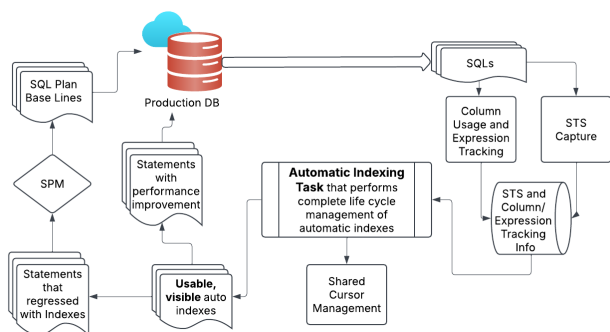 SQL Plan
Base Lines
Production DB
SQLs
Column
Usage and
Expression
Tracking
STS
Capture
SPM
Statements
with
performance
improvement
Automatic Indexing
Task that performs
complete life cycle
management of
automatic indexes
STS and
Column/
Expression
Tracking
Info
Statements
that
regressed
with Indexes
Usable,
visible auto
indexes
Shared
Cursor
Management